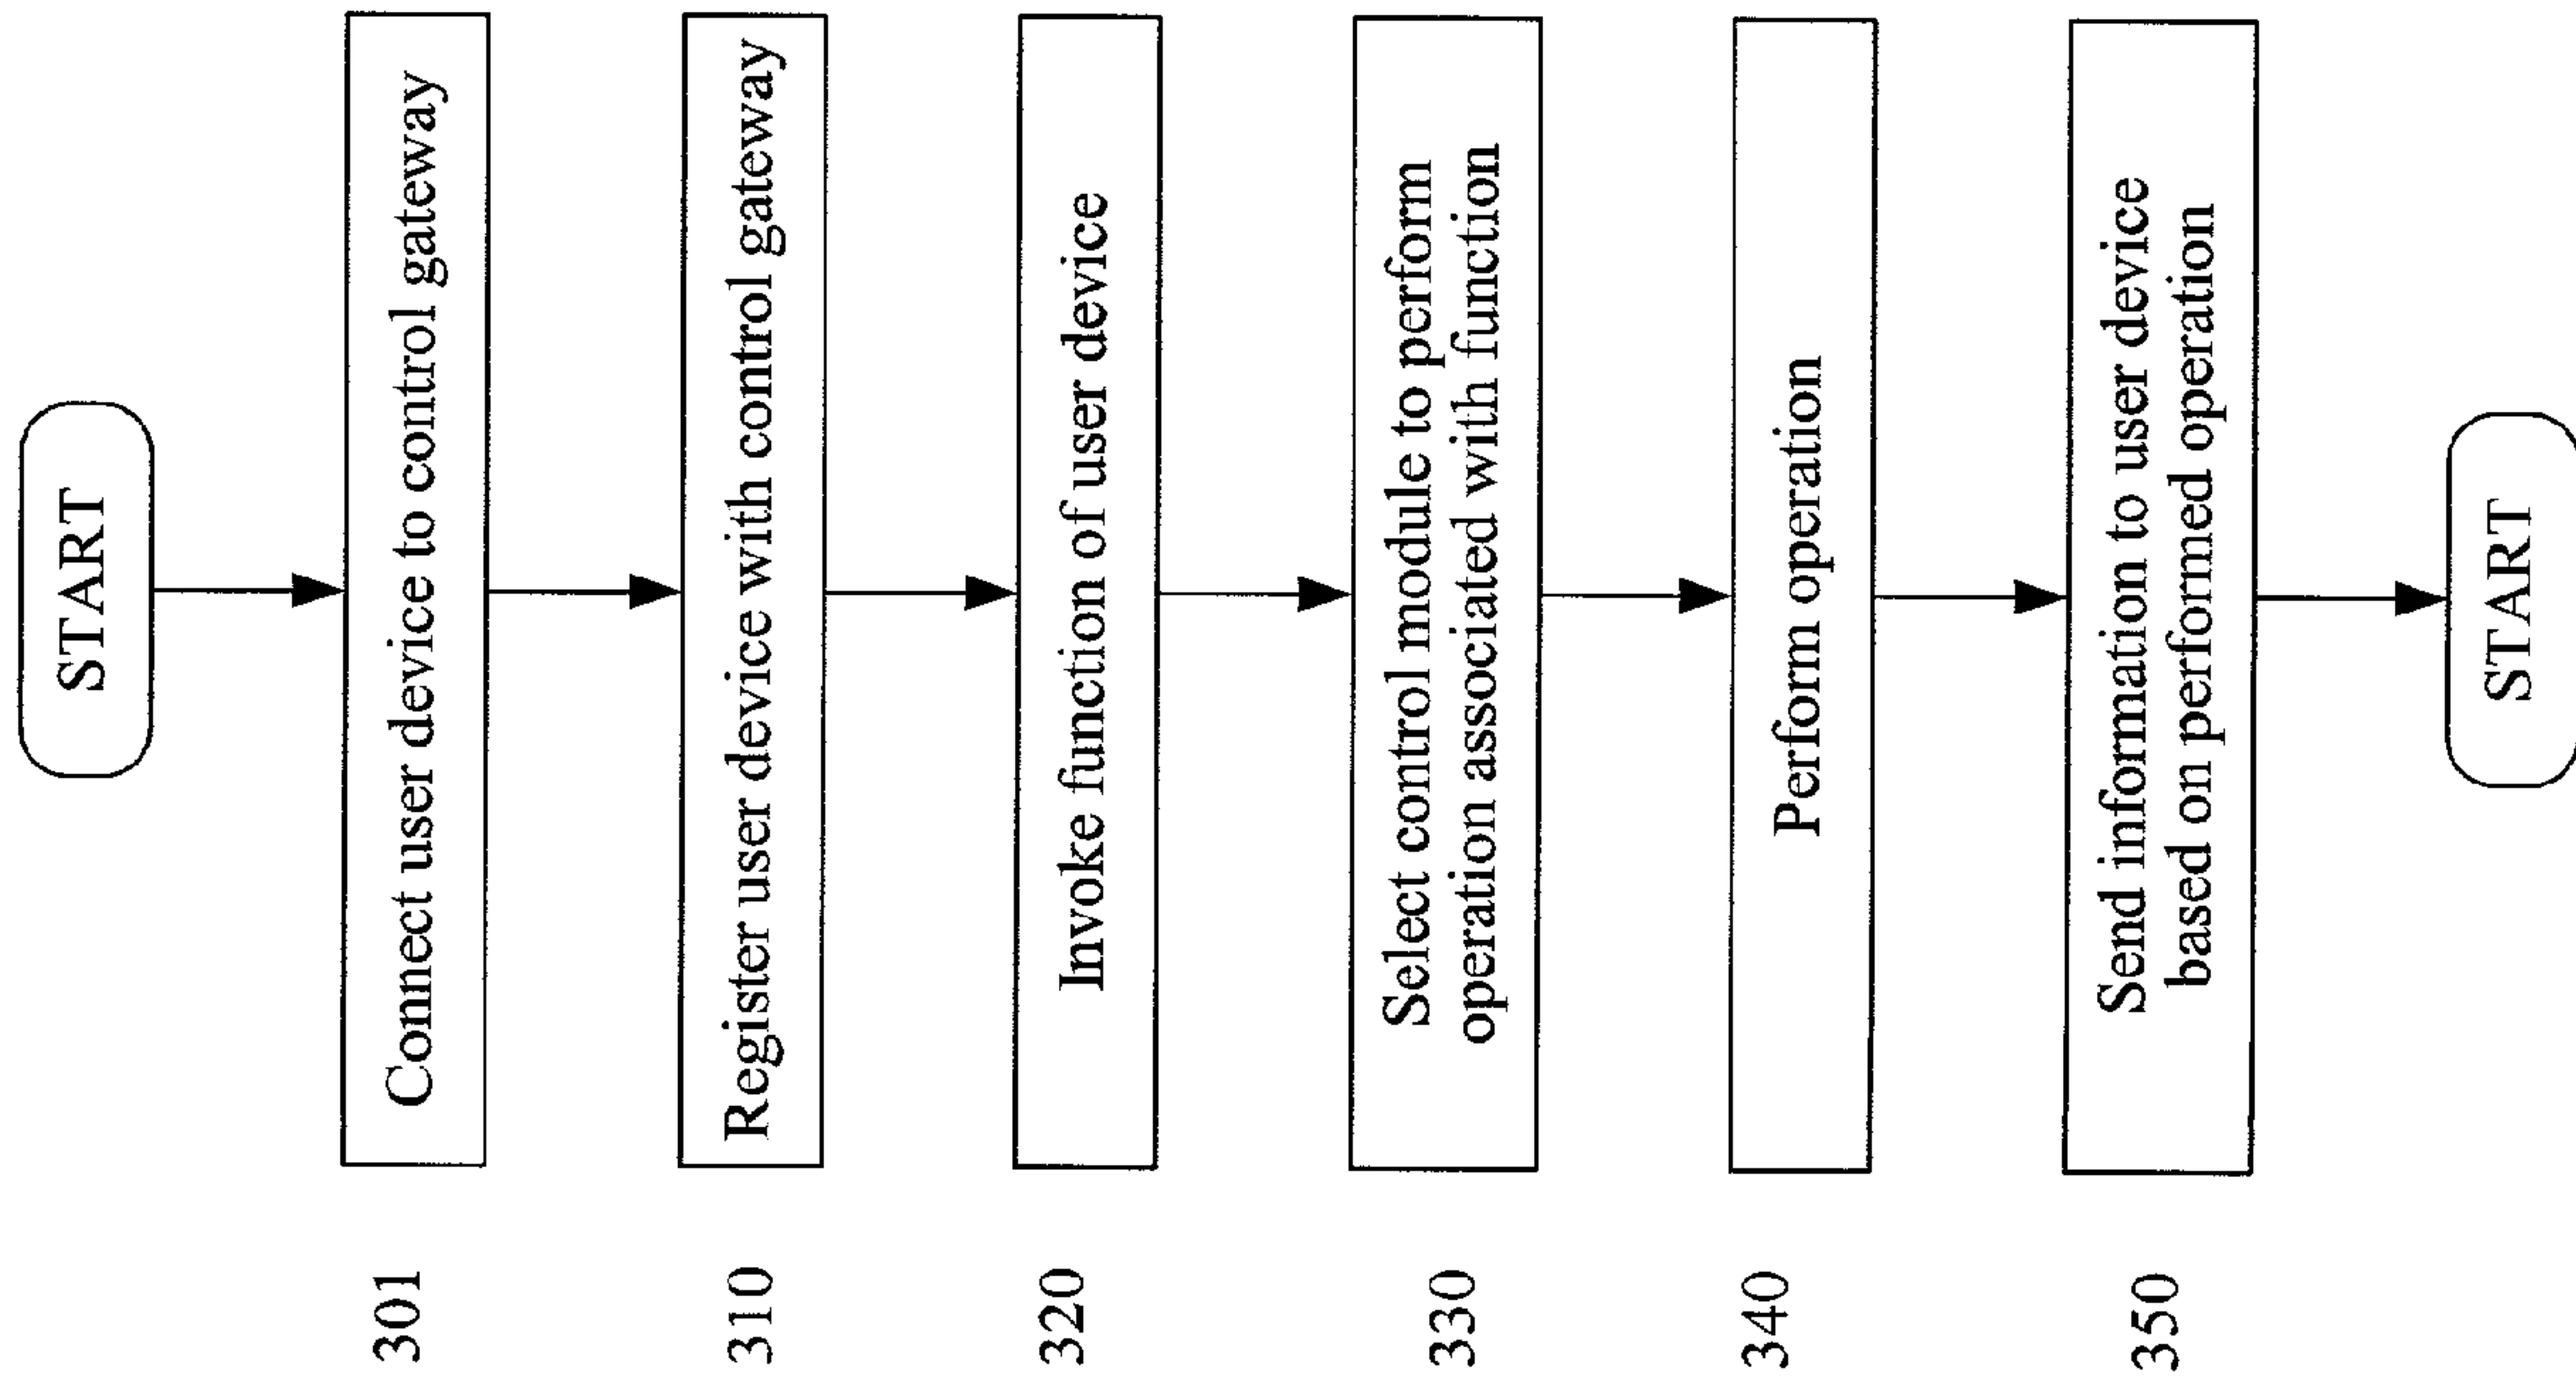 START
301
Connect user device to control gateway
310
Register user device with control gateway
320
Invoke function of user device
330
Select control module to perform
operation associated with function
340
Perform operation
350
Send information to user device
based on performed operation
START